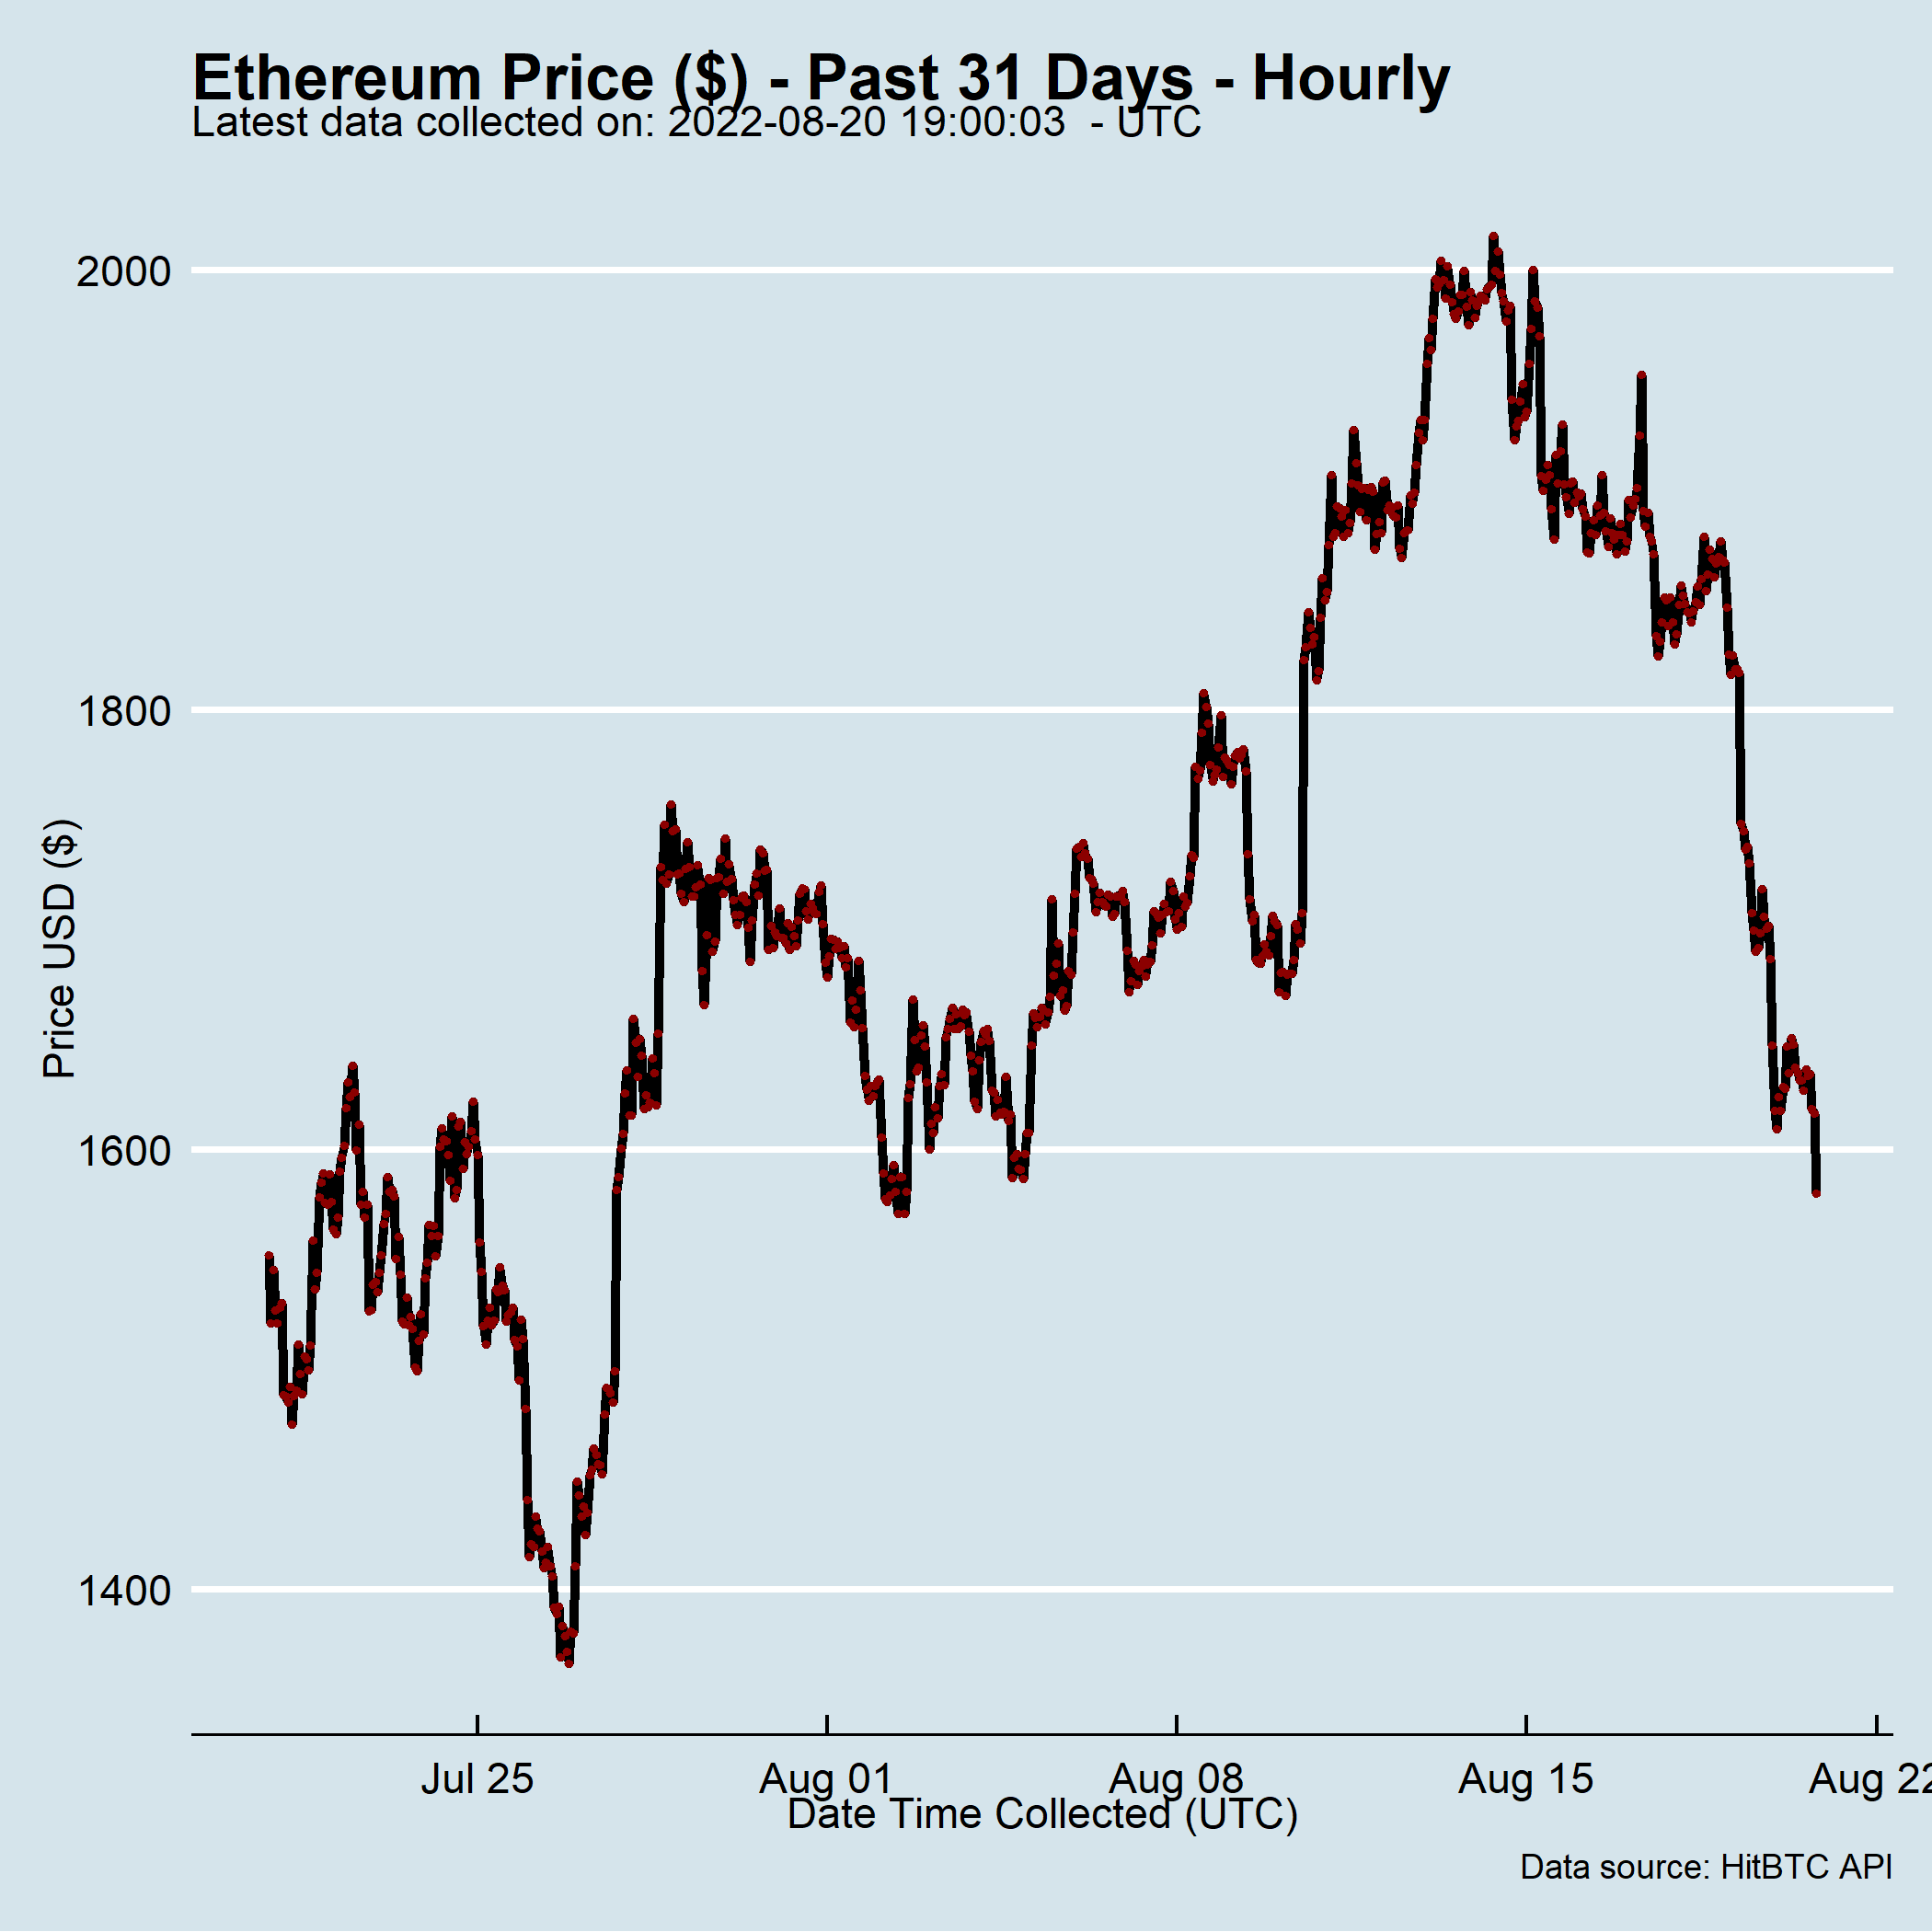 Ethereum Price ($) - Past 31 Days - Hourly
Latest data collected on: 2022-08-20 19:00:03  - UTC
2000
1800
1600
1400
Price USD ($)
Jul 25
Aug 01
Aug 08
Aug 15
Aug 22
Date Time Collected (UTC)
Data source: HitBTC API